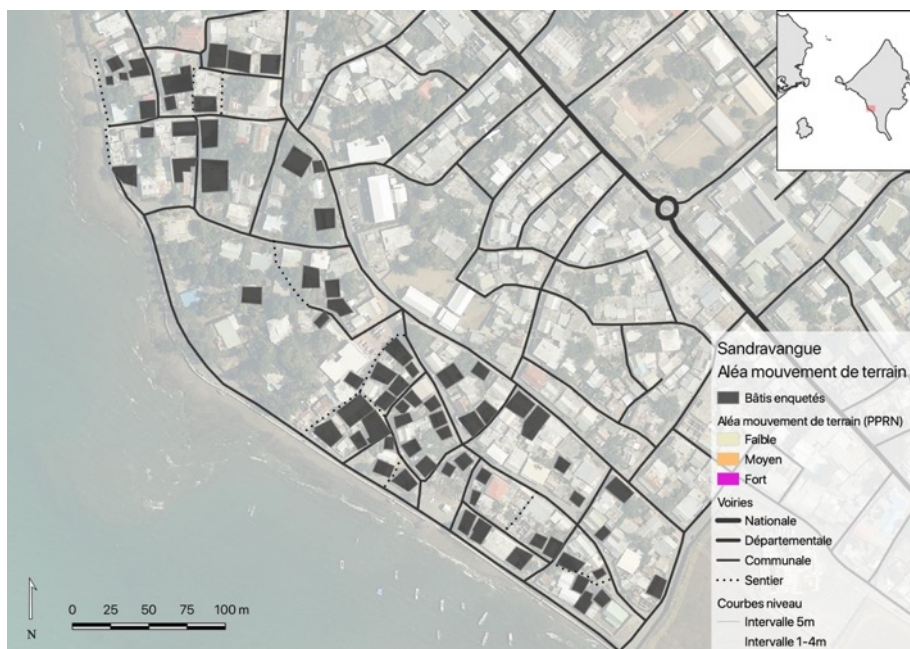 Sandravangue
Aléa mouvement de terrain
Bâtis enquetés
Aléa mouvement de terrain (PPRN)
Faible
Moyen
Fort
Voiries
Nationale
Départementale
Communale
Sentier
Courbes niveau
Intervalle 5m
Intervalle 1-4m
N
0 25 50 75 100 m